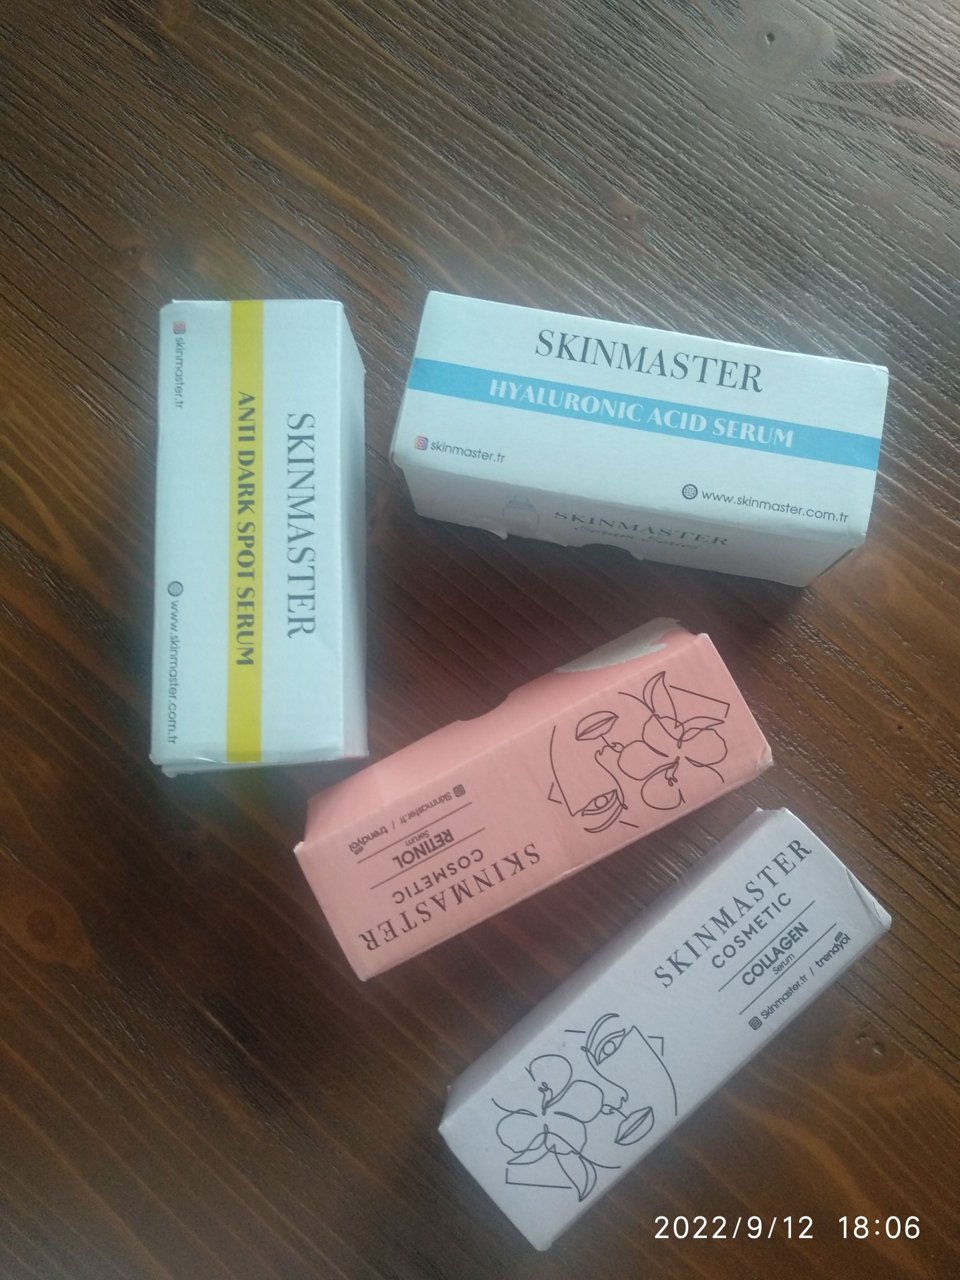 SKINMASTER
ANTI DARK SPOT SERUM
skinmaster.tr
www.skinmaster.com.tr
SKINMASTER
HYALURONIC ACID SERUM
skinmaster.tr
www.skinmaster.com.tr
SKINMASTER
Serum Series
SKINMASTER
COSMETIC
RETINOL
Serum
Skinmaster.tr / trendyol
SKINMASTER
COSMETIC
COLLAGEN
Serum
Skinmaster.tr / trendyol
2022/9/12 18:06